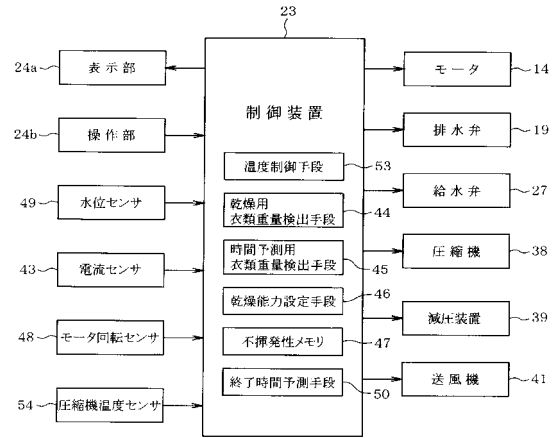 23
24a
表示部
24b
操作部
49
水位センサ
43
電流センサ
48
モータ回転センサ
54
圧縮機温度センサ
制御装置
温度制御手段
53
乾燥用
衣類重量検出手段
44
時間予測用
衣類重量検出手段
45
乾燥能力設定手段
46
不揮発性メモリ
47
終了時間予測手段
50
モータ
14
排水弁
19
給水弁
27
圧縮機
38
減圧装置
39
送風機
41